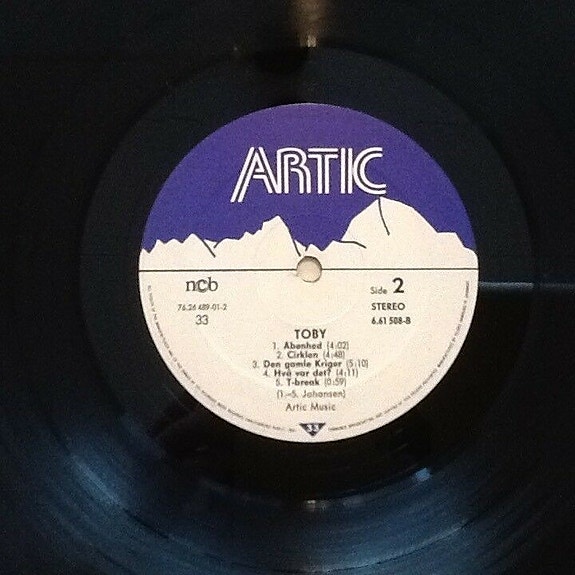 ARTIC
ncb
Side 2
76.26 489-01-2
STEREO
33
6.61 508-B
TOBY
1. Åbenhed (4:02)
2. Cirklen (4:48)
3. Den gamle Kriger (5:10)
4. Hva var det? (4:11)
5. T-break (0:59)
(1.-5. Johansen)
Artic Music
33